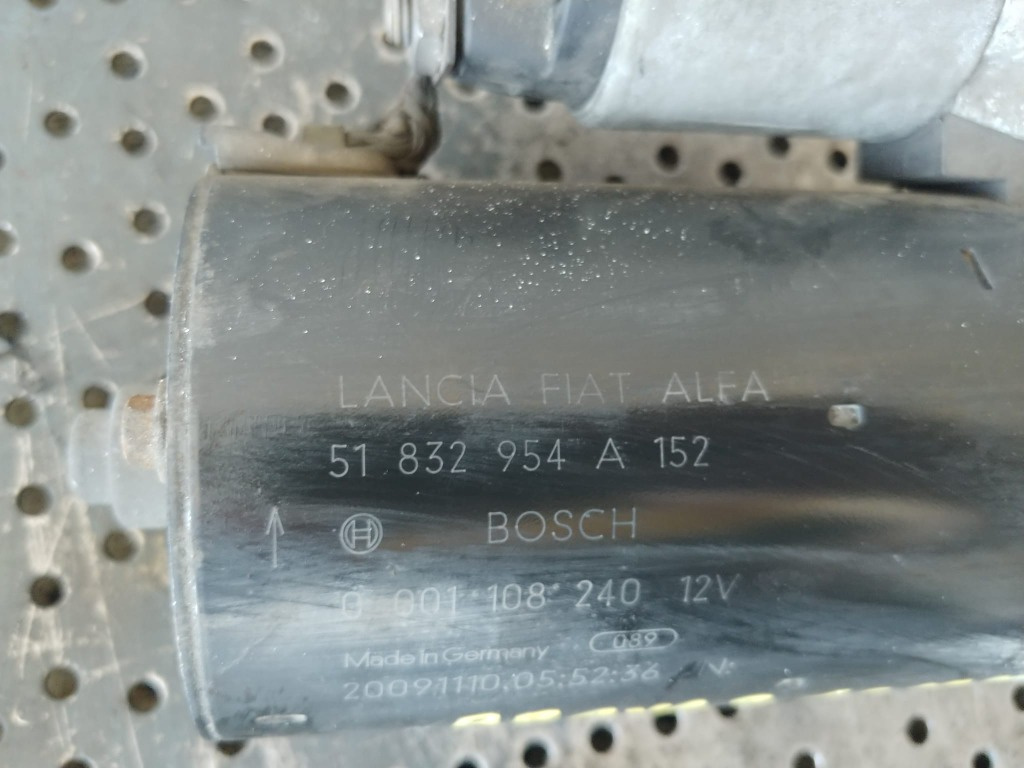 LANCIA FIAT ALFA
51 832 954 A 152
BOSCH
0 001 108 240 12V
Made in Germany 089
20091110.05:52:36 V: